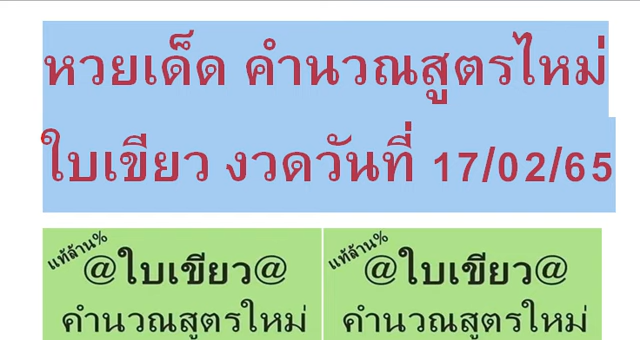 หวยเด็ด คำนวณสูตรใหม่
ใบเขียว งวดวันที่ 17/02/65
แท้ล้าน%
@ใบเขียว@
คำนวณสูตรใหม่
แท้ล้าน%
@ใบเขียว@
คำนวณสูตรใหม่